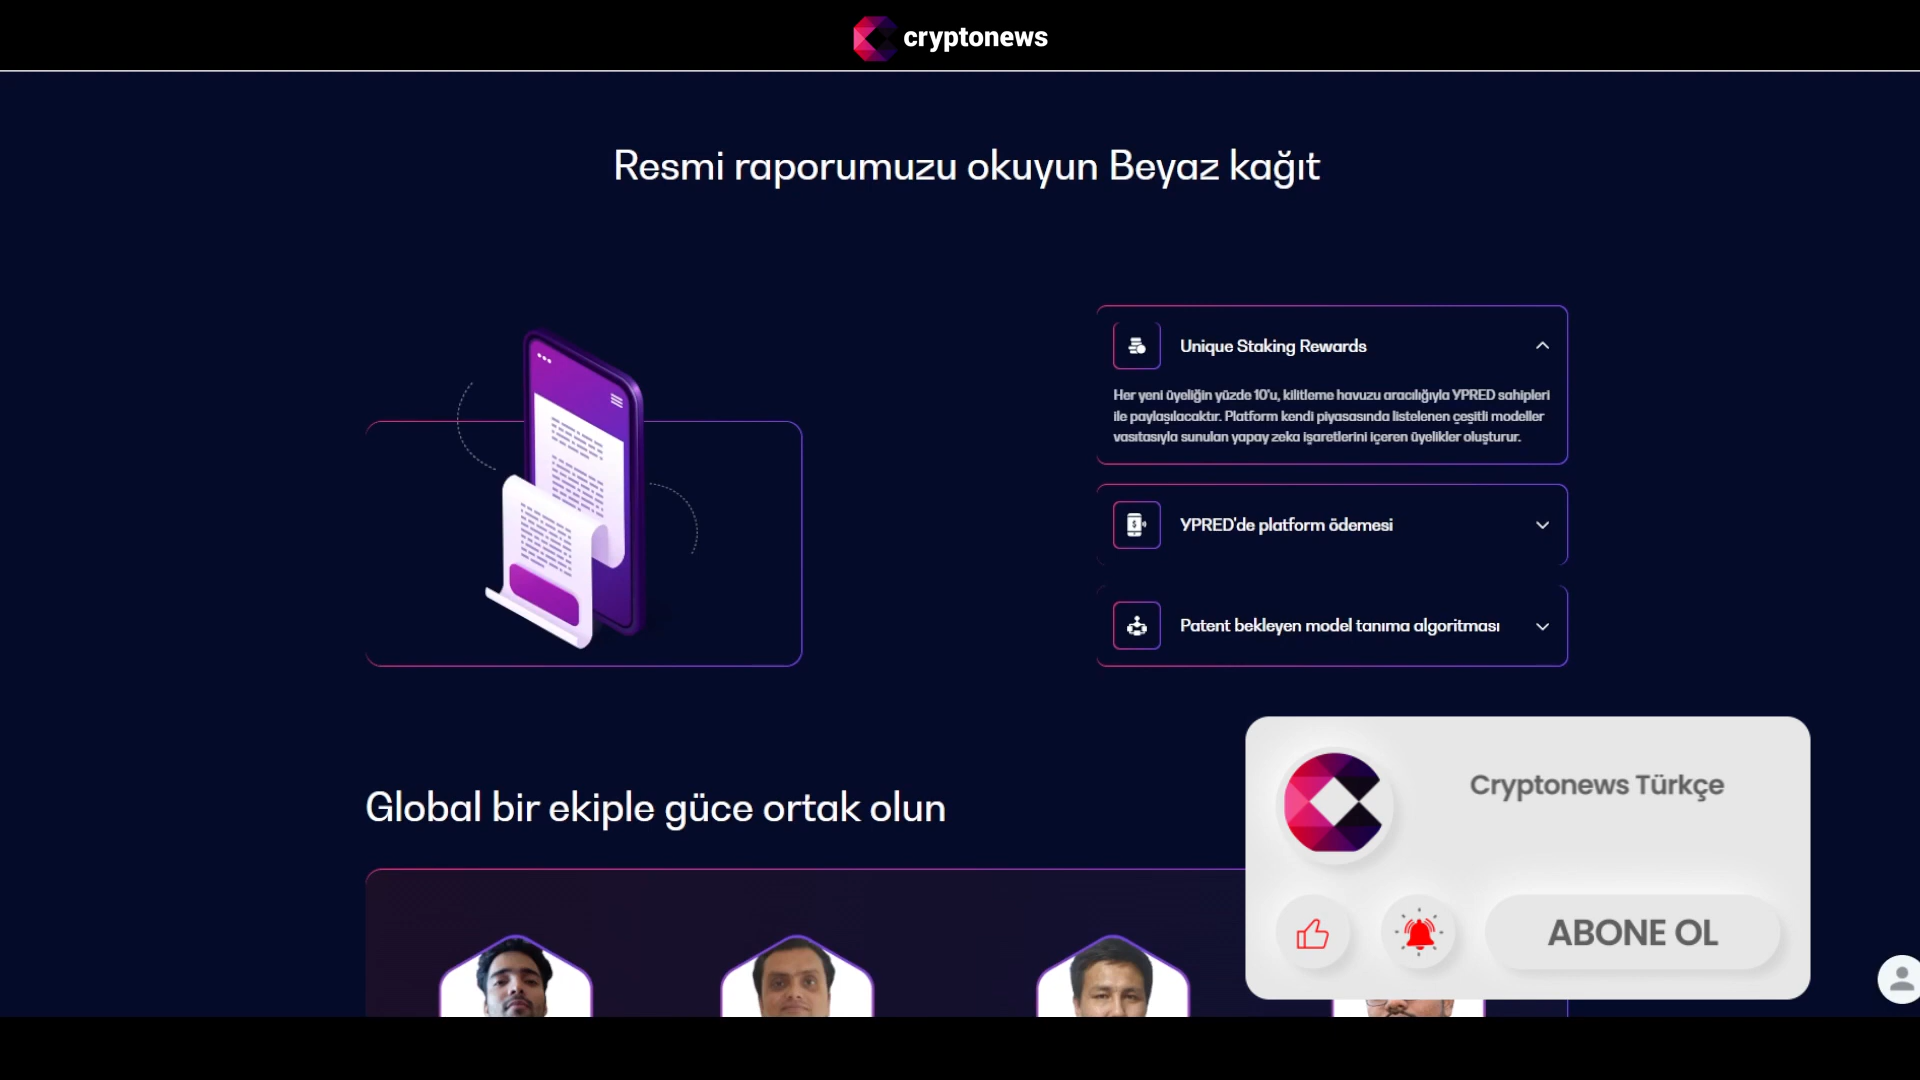 cryptonews
Resmi raporumuzu okuyun Beyaz kağıt
Unique Staking Rewards
Her yeni üyeliğin yüzde 10'u, kilitleme havuzu aracılığıyla YPRED sahipleri
ile paylaşılacaktır. Platform kendi piyasasında listelenen çeşitli modeller
vasıtasıyla sunulan yapay zeka işaretlerini içeren üyelikler oluşturur.
YPRED'de platform ödemesi
Patent bekleyen model tanıma algoritması
Global bir ekiple güce ortak olun
Cryptonews Türkçe
ABONE OL